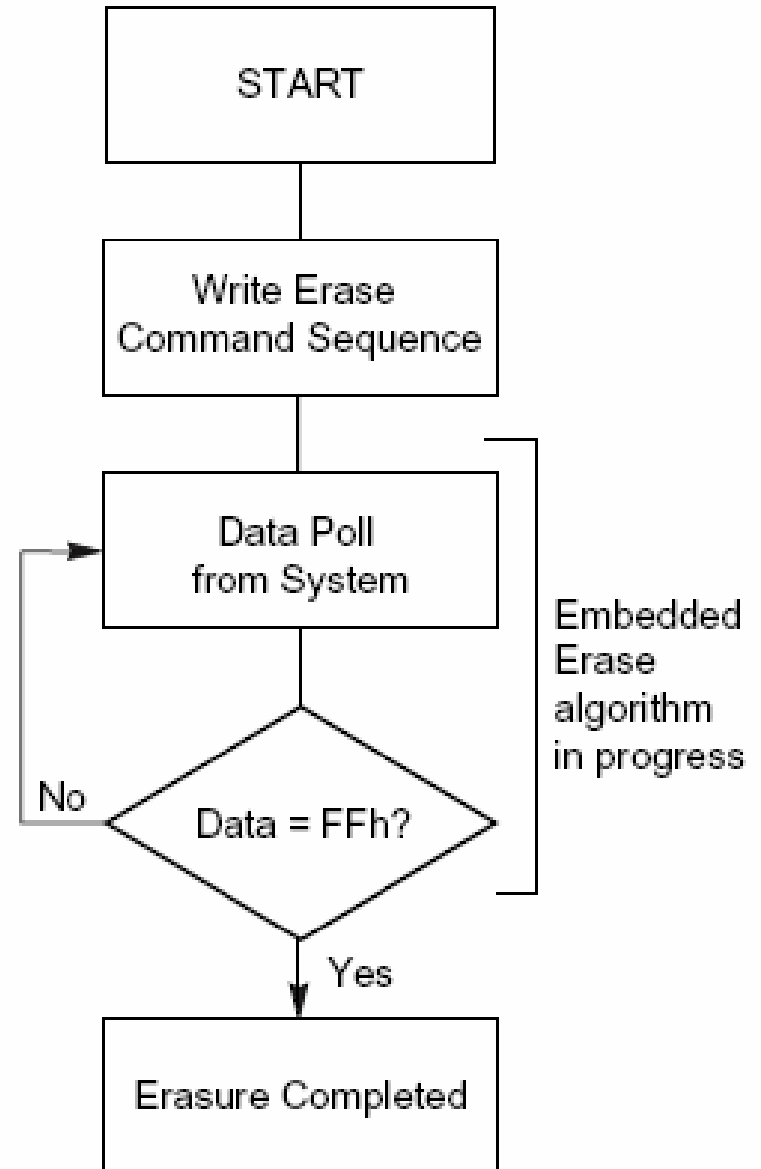 START
Write Erase
Command Sequence
Data Poll
from System
Embedded
Erase
algorithm
in progress
No
Data = FFh?
Yes
Erasure Completed